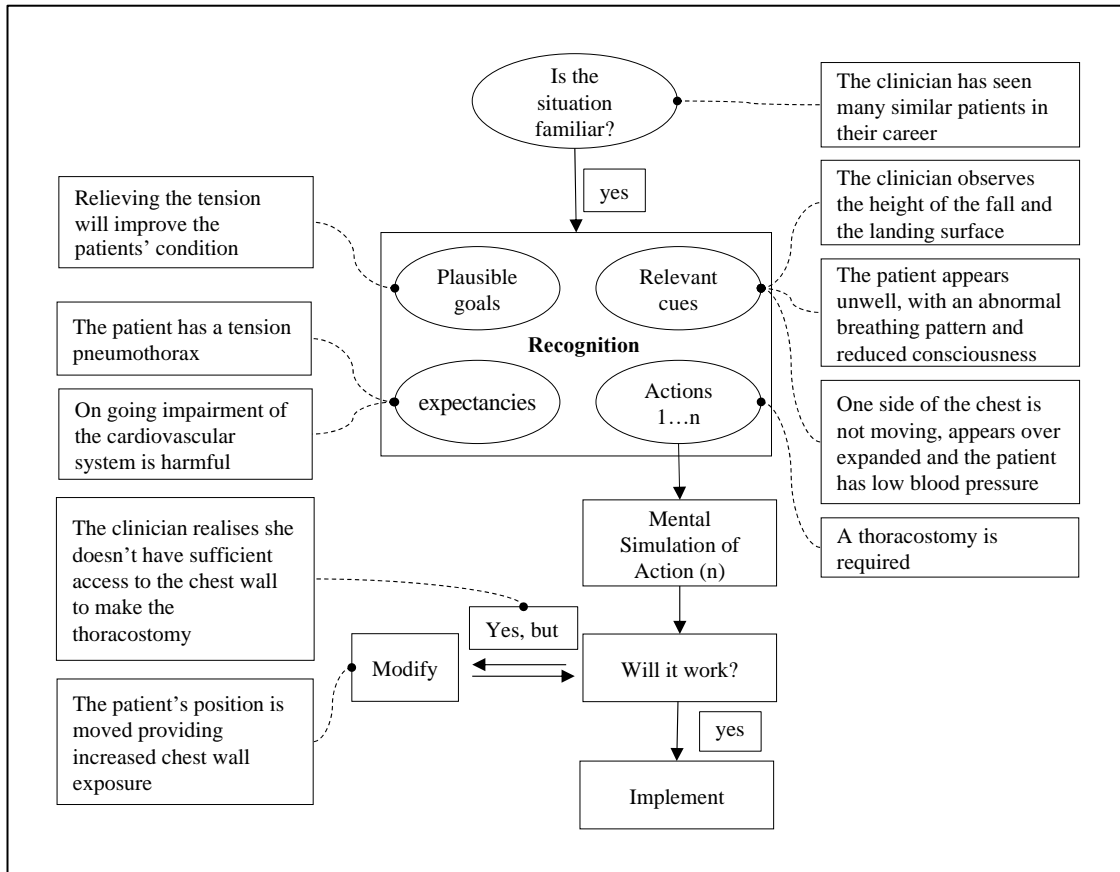 Is the
situation
familiar?
The clinician has seen
many similar patients in
their career
yes
Relieving the tension
will improve the
patients’ condition
The clinician observes
the height of the fall and
the landing surface
Plausible
goals
Relevant
cues
The patient has a tension
pneumothorax
The patient appears
unwell, with an abnormal
breathing pattern and
reduced consciousness
Recognition
On going impairment of
the cardiovascular
system is harmful
expectancies
Actions
1…n
One side of the chest is
not moving, appears over
expanded and the patient
has low blood pressure
The clinician realises she
doesn’t have sufficient
access to the chest wall
to make the
thoracostomy
Mental
Simulation of
Action (n)
A thoracostomy is
required
Yes, but
Modify
Will it work?
The patient’s position is
moved providing
increased chest wall
exposure
yes
Implement